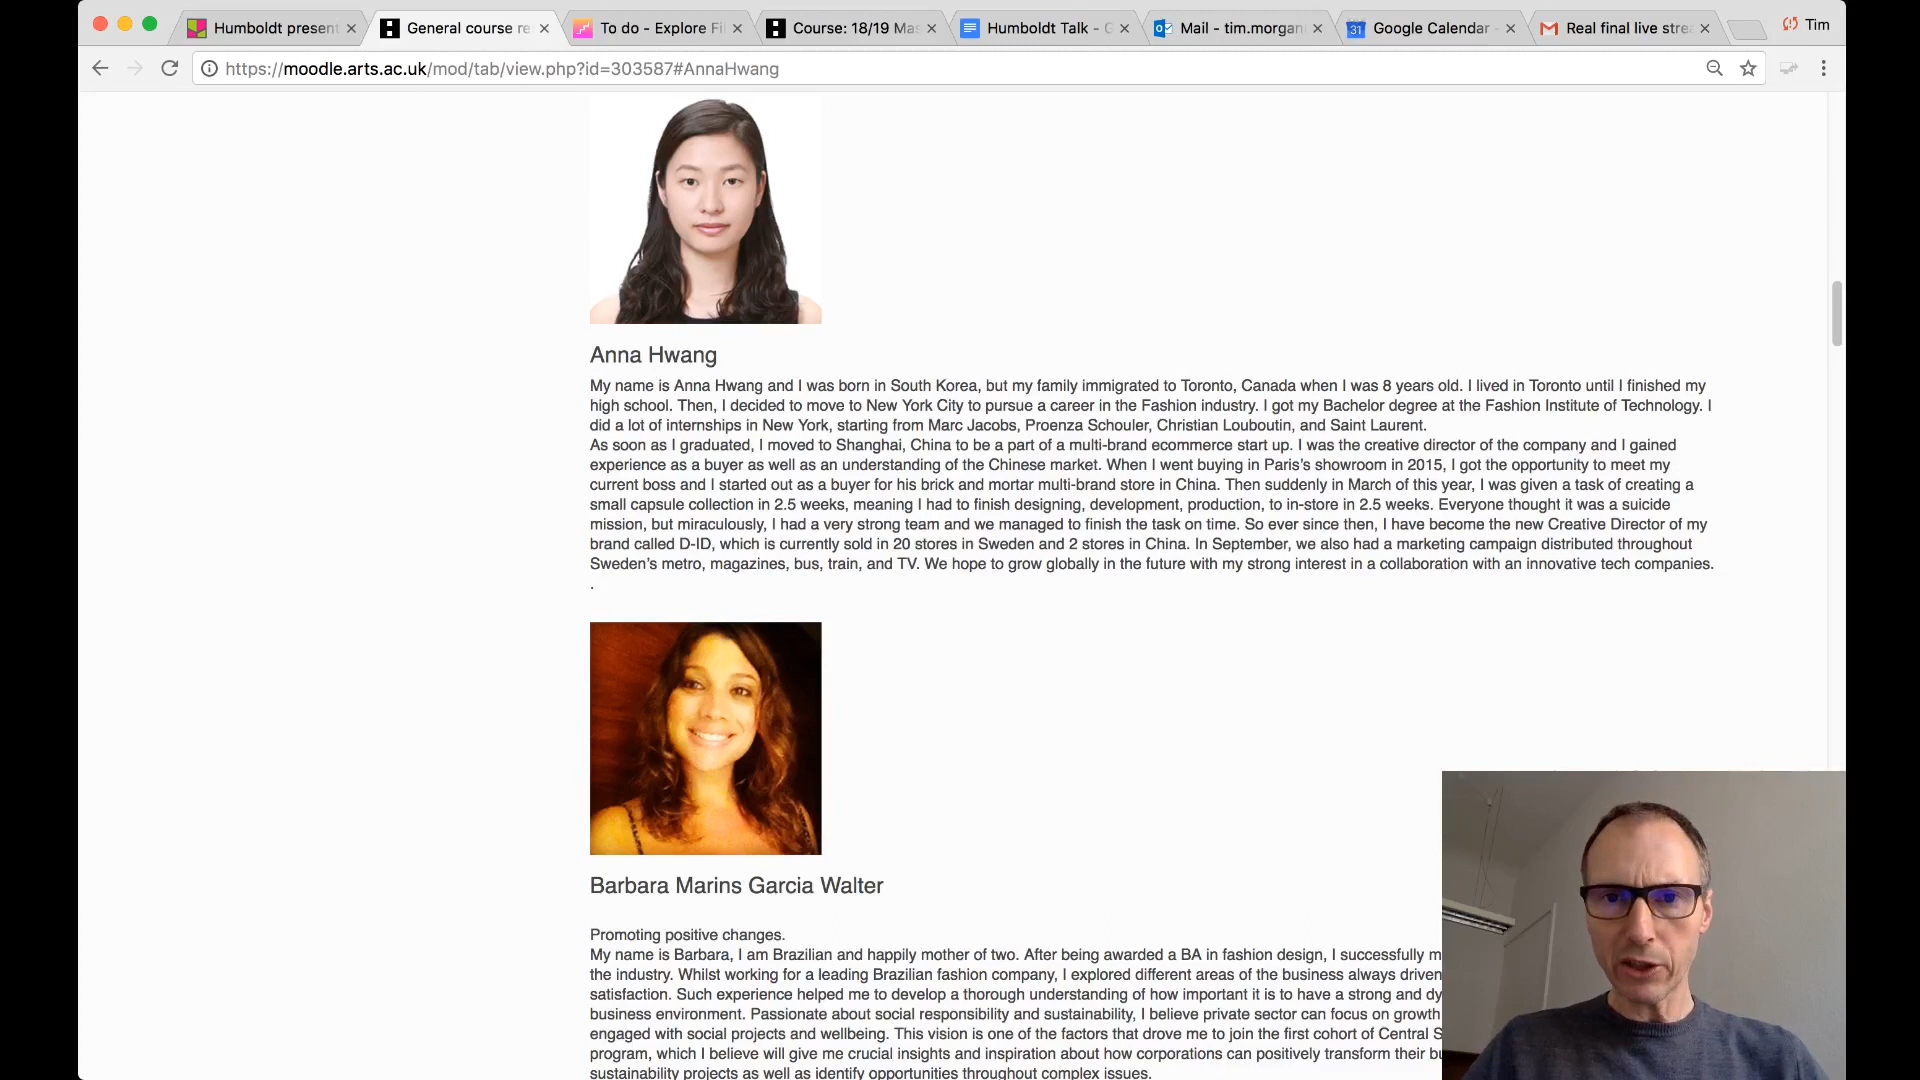 Humboldt present
General course re
To do - Explore Fi
Course: 18/19 Mas
Humboldt Talk - G
Mail - tim.morgan
31
Google Calendar -
Real final live strea
Tim
https://moodle.arts.ac.uk/mod/tab/view.php?id=303587#AnnaHwang
Anna Hwang
My name is Anna Hwang and I was born in South Korea, but my family immigrated to Toronto, Canada when I was 8 years old. I lived in Toronto until I finished my
high school. Then, I decided to move to New York City to pursue a career in the Fashion industry. I got my Bachelor degree at the Fashion Institute of Technology. I
did a lot of internships in New York, starting from Marc Jacobs, Proenza Schouler, Christian Louboutin, and Saint Laurent.
As soon as I graduated, I moved to Shanghai, China to be a part of a multi-brand ecommerce start up. I was the creative director of the company and I gained
experience as a buyer as well as an understanding of the Chinese market. When I went buying in Paris's showroom in 2015, I got the opportunity to meet my
current boss and I started out as a buyer for his brick and mortar multi-brand store in China. Then suddenly in March of this year, I was given a task of creating a
small capsule collection in 2.5 weeks, meaning I had to finish designing, development, production, to in-store in 2.5 weeks. Everyone thought it was a suicide
mission, but miraculously, I had a very strong team and we managed to finish the task on time. So ever since then, I have become the new Creative Director of my
brand called D-ID, which is currently sold in 20 stores in Sweden and 2 stores in China. In September, we also had a marketing campaign distributed throughout
Sweden's metro, magazines, bus, train, and TV. We hope to grow globally in the future with my strong interest in a collaboration with an innovative tech companies.
.
Barbara Marins Garcia Walter
Promoting positive changes.
My name is Barbara, I am Brazilian and happily mother of two. After being awarded a BA in fashion design, I successfully m
the industry. Whilst working for a leading Brazilian fashion company, I explored different areas of the business always driven
satisfaction. Such experience helped me to develop a thorough understanding of how important it is to have a strong and dy
business environment. Passionate about social responsibility and sustainability, I believe private sector can focus on growth
engaged with social projects and wellbeing. This vision is one of the factors that drove me to join the first cohort of Central S
program, which I believe will give me crucial insights and inspiration about how corporations can positively transform their bu
sustainability projects as well as identify opportunities throughout complex issues.